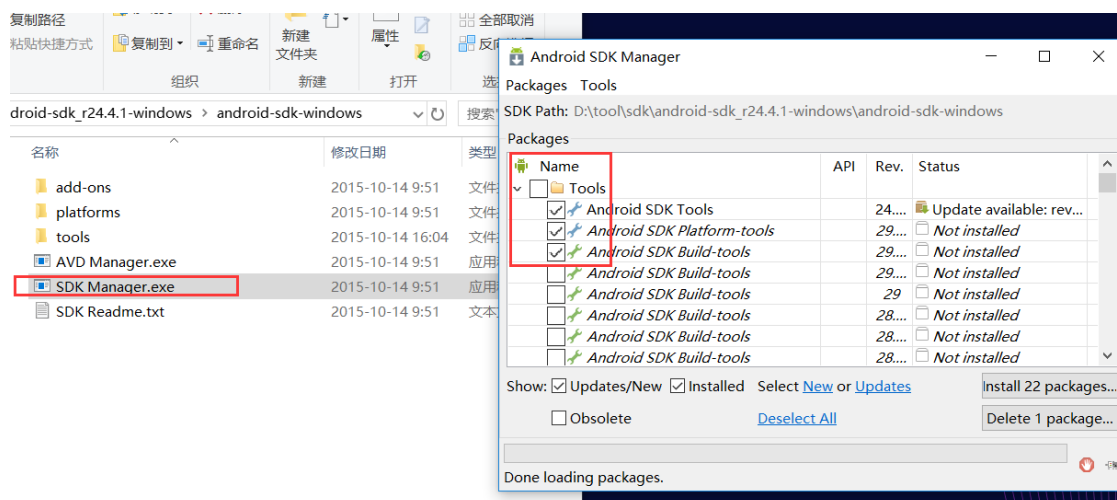 复制路径
全部取消
粘贴快捷方式
复制到
重命名
新建
文件夹
属性
组织
新建
打开
droid-sdk_r24.4.1-windows > android-sdk-windows
名称
修改日期
类型
add-ons
2015-10-14 9:51
platforms
2015-10-14 9:51
tools
2015-10-14 16:04
AVD Manager.exe
2015-10-14 9:51
SDK Manager.exe
2015-10-14 9:51
SDK Readme.txt
2015-10-14 9:51
Android SDK Manager
Packages Tools
SDK Path: D:\tool\sdk\android-sdk_r24.4.1-windows\android-sdk-windows
Packages
Name API Rev. Status
Tools
Android SDK Tools 24.... Update available: rev...
Android SDK Platform-tools 29.... Not installed
Android SDK Build-tools 29.... Not installed
Android SDK Build-tools 29.... Not installed
Android SDK Build-tools 29 Not installed
Android SDK Build-tools 28.... Not installed
Android SDK Build-tools 28.... Not installed
Android SDK Build-tools 28.... Not installed
Show: Updates/New Installed Select New or Updates Install 22 packages...
Obsolete Deselect All Delete 1 package...
Done loading packages.